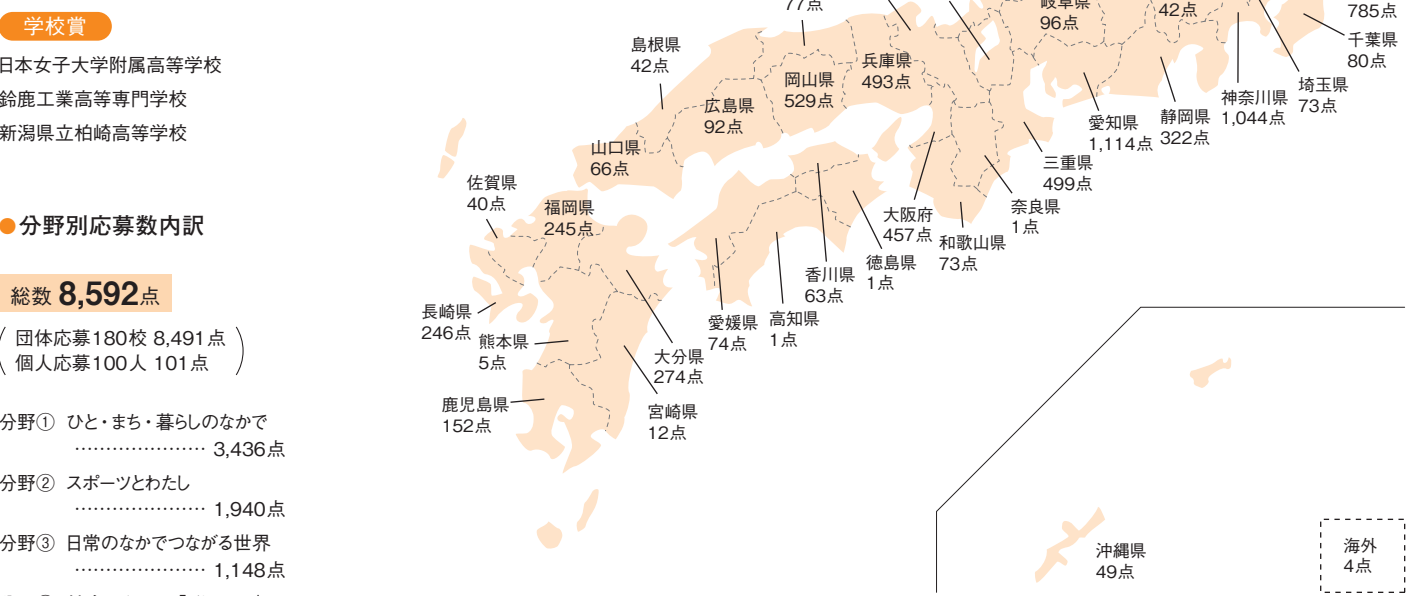 学校賞
日本女子大学附属高等学校
鈴鹿工業高等専門学校
新潟県立柏崎高等学校
●分野別応募数内訳
総数 8,592点
団体応募180校 8,491点
個人応募100人 101点
分野① ひと・まち・暮らしのなかで
………………… 3,436点
分野② スポーツとわたし
………………… 1,940点
分野③ 日常のなかでつながる世界
………………… 1,148点
77点
島根県
42点
岡山県
529点
兵庫県
493点
広島県
92点
山口県
66点
岐阜県
96点
42点
785点
千葉県
80点
埼玉県
73点
神奈川県
1,044点
静岡県
322点
愛知県
1,114点
三重県
499点
奈良県
1点
大阪府
457点
和歌山県
73点
徳島県
1点
香川県
63点
高知県
1点
愛媛県
74点
佐賀県
40点
福岡県
245点
長崎県
246点
熊本県
5点
大分県
274点
宮崎県
12点
鹿児島県
152点
沖縄県
49点
海外
4点